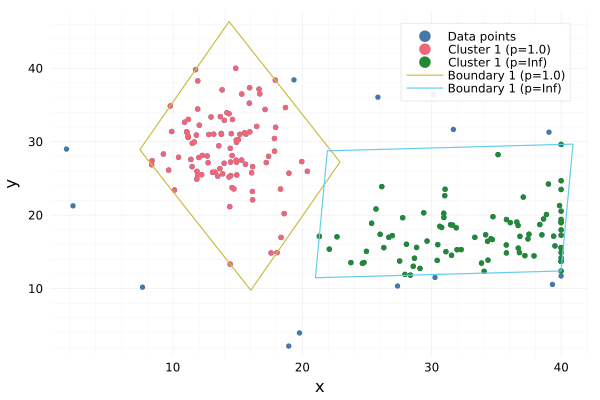 Data points
Cluster 1 (p=1.0)
Cluster 1 (p=Inf)
Boundary 1 (p=1.0)
Boundary 1 (p=Inf)
40
30
20
10
y
10
20
30
40
x